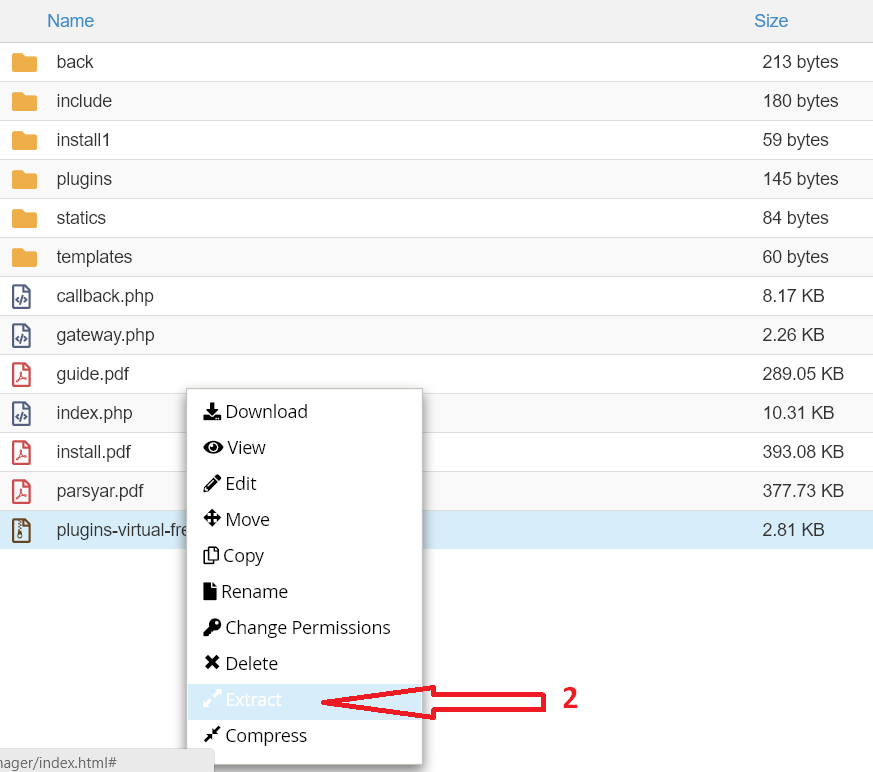 Name Size
back 213 bytes
include 180 bytes
install1 59 bytes
plugins 145 bytes
statics 84 bytes
templates 60 bytes
callback.php 8.17 KB
gateway.php 2.26 KB
guide.pdf 289.05 KB
index.php 10.31 KB
install.pdf 393.08 KB
parsyar.pdf 377.73 KB
plugins-virtual-fre 2.81 KB
Download
View
Edit
Move
Copy
Rename
Change Permissions
Delete
Extract 2
Compress
nager/index.html#